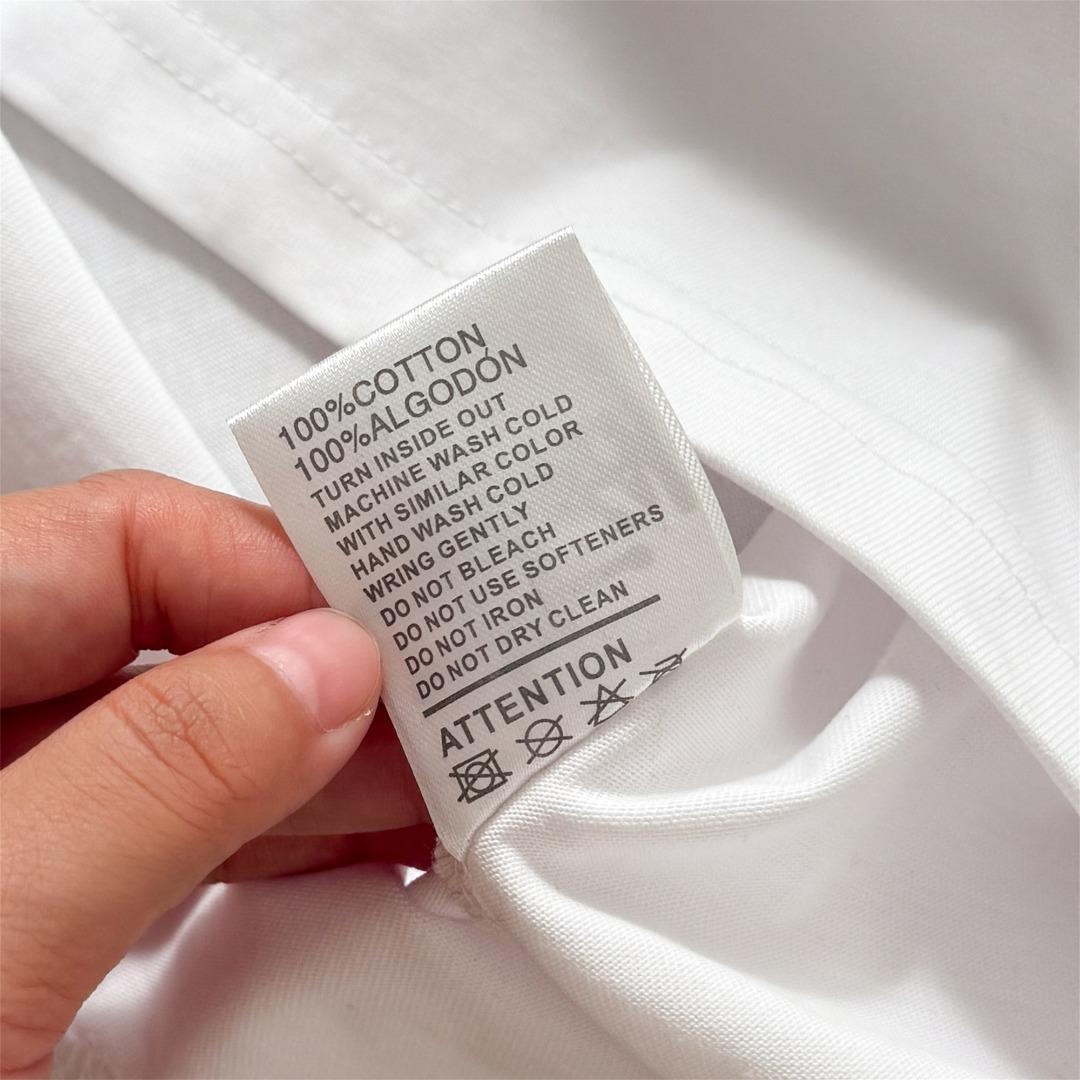 100%COTTON
100%ALGODÓN
TURN INSIDE OUT
MACHINE WASH COLD
WITH SIMILAR COLOR
HAND WASH COLD
WRING GENTLY
DO NOT BLEACH
DO NOT USE SOFTENERS
DO NOT IRON
DO NOT DRY CLEAN
ATTENTION